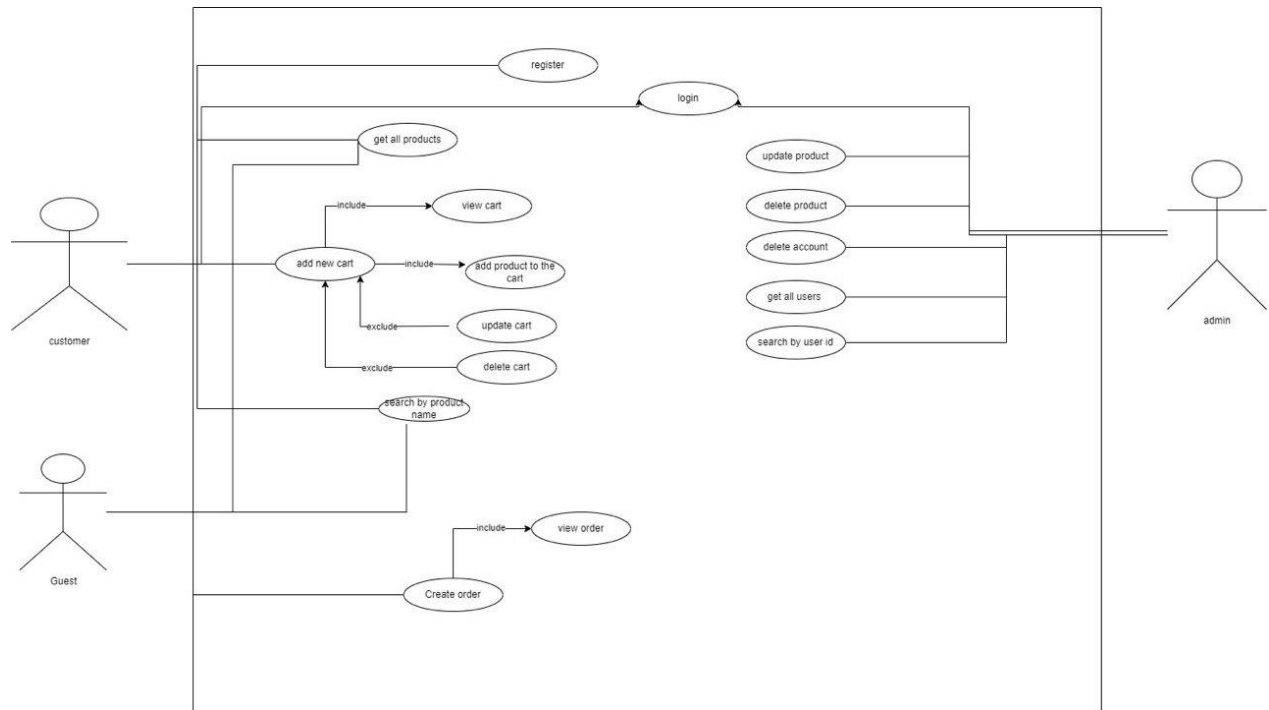 register
login
get all products
update product
include
view cart
delete product
add new cart
include
add product to the
cart
delete account
exclude
update cart
get all users
customer
admin
exclude
delete cart
search by user id
search by product
name
include
view order
Guest
Create order